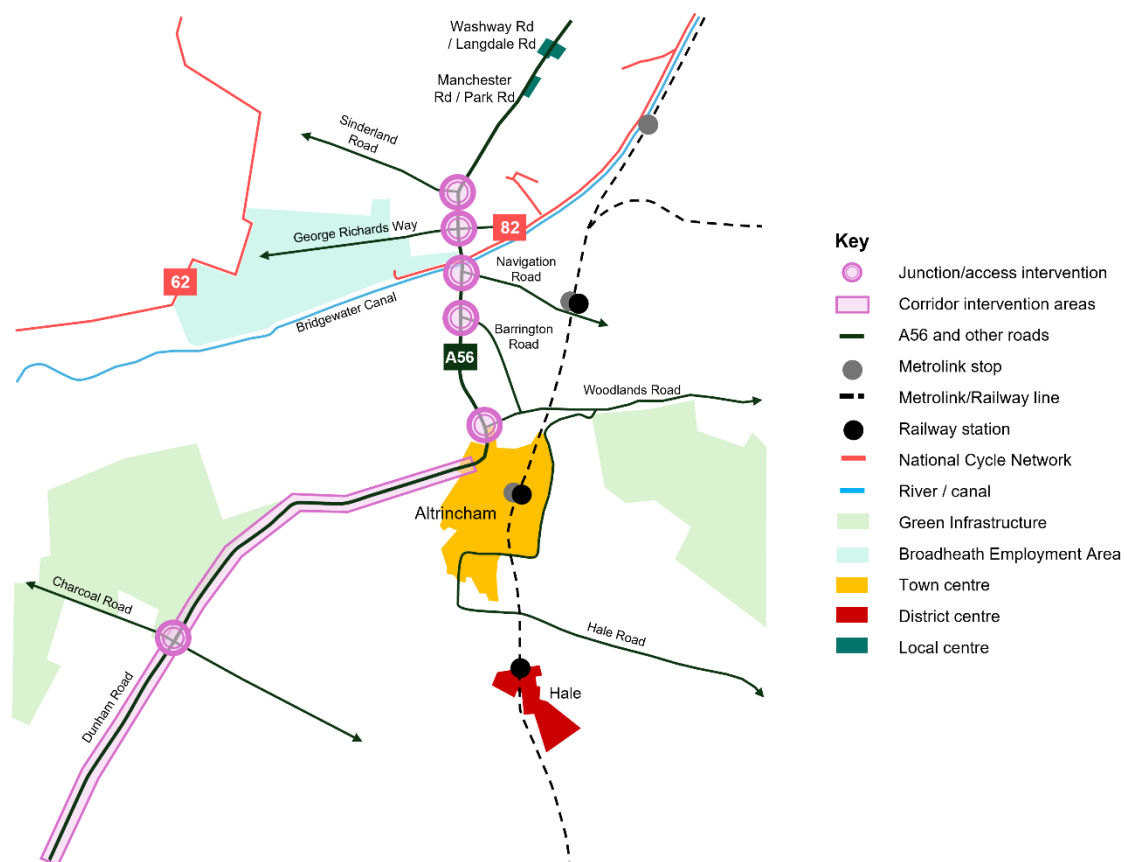 Washway Rd
/ Langdale Rd
Manchester
Rd / Park Rd
Sinderland
Road
George Richards Way
82
62
Navigation
Road
Bridgewater Canal
Barrington
Road
A56
Woodlands Road
Altrincham
Charcoal Road
Hale Road
Dunham Road
Hale
Key
Junction/access intervention
Corridor intervention areas
A56 and other roads
Metrolink stop
Metrolink/Railway line
Railway station
National Cycle Network
River / canal
Green Infrastructure
Broadheath Employment Area
Town centre
District centre
Local centre